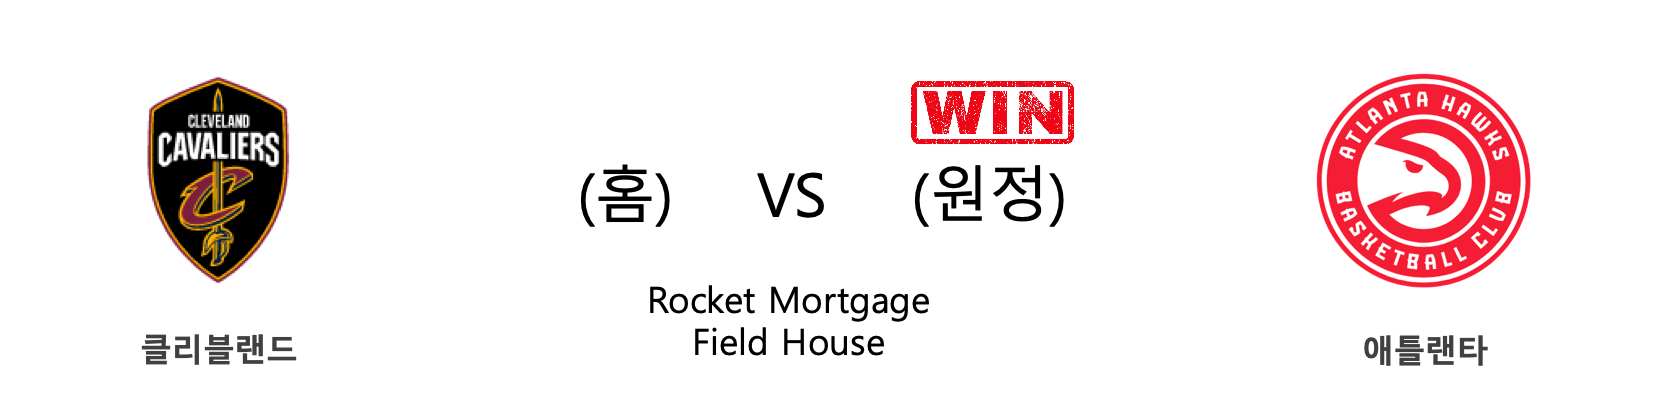 CLEVELAND
CAVALIERS
클리블랜드
WIN
(홈) VS (원정)
Rocket Mortgage
Field House
ATLANTA HAWKS
BASKETBALL CLUB
애틀랜타